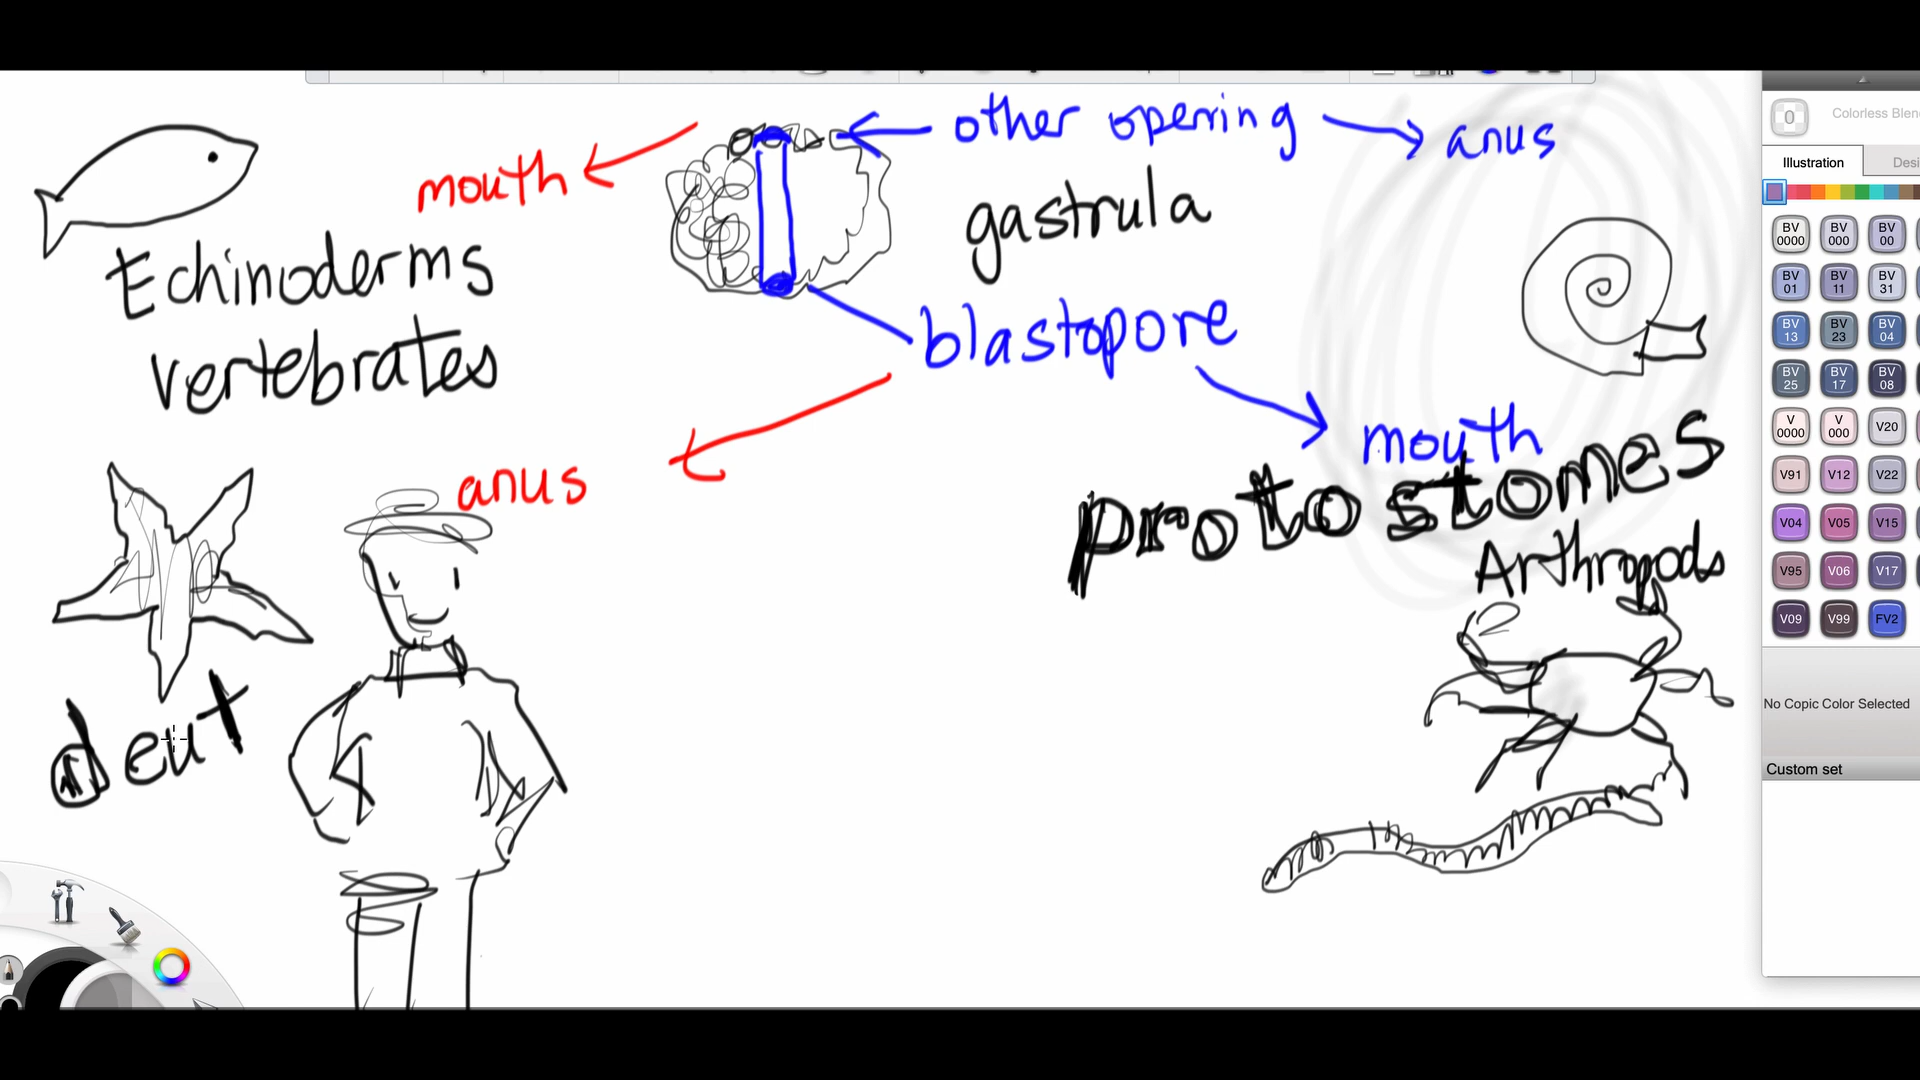 other opening
anus
mouth
gastrula
Echinoderms
vertebrates
blastopore
mouth
anus
protostomes
Arthropods
deut
0
Colorless Blen
Illustration
Desi
BV 0000
BV 000
BV 00
BV 01
BV 11
BV 31
BV 13
BV 23
BV 04
BV 25
BV 17
BV 08
V 0000
V 000
V20
V91
V12
V22
V04
V05
V15
V95
V06
V17
V09
V99
FV2
No Copic Color Selected
Custom set